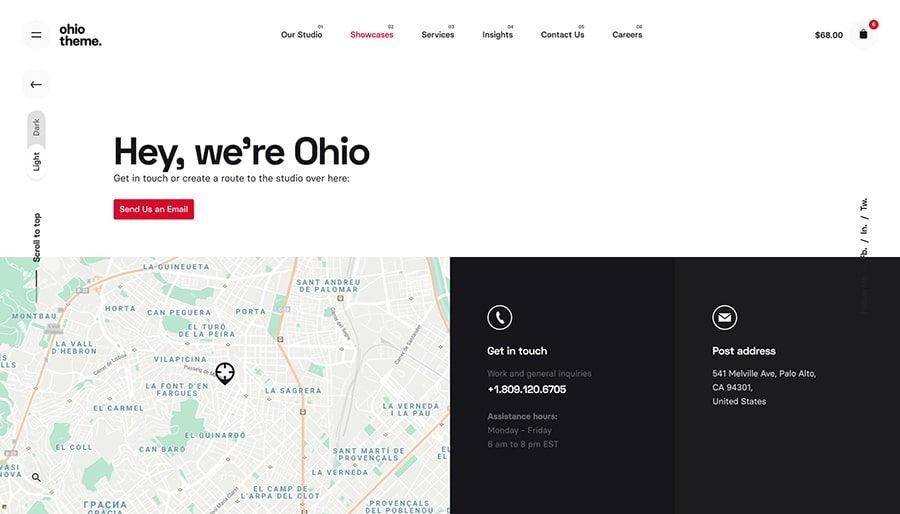 ohio
theme.
01
Our Studio
02
Showcases
03
Services
04
Insights
05
Contact Us
06
Careers
$68.00
6
Dark
Light
Scroll to top
Hey, we're Ohio
Get in touch or create a route to the studio over here:
Send Us an Email
Fb. / In. / Tw.
LA GUINEUETA
SANT ANDREU
DE PALOMAR
MONTBAU
HORTA
CAN PEGUERA
PORTA
EL TURÓ
DE LA PEIRA
LA VALL
D'HEBRON
Carrer de Lisboa
VILAPICINA
LA FONT D'EN
FARGUES
LA SAGRERA
EL CARMEL
LA VERNEDA
I LA PAU
EL GUINARDÓ
EL COLL
CAN BARÓ
SANT MARTÍ DE
PROVENÇALS
LA VERNEDA
EL CAMP DE
L'ARPA DEL CLOT
PROVENÇALS
DEL POBLENOU
ГРАСИА
GRÀCIA
Get in touch
Work and general inquiries
+1.809.120.6705
Assistance hours:
Monday - Friday
6 am to 8 pm EST
Post address
541 Melville Ave, Palo Alto,
CA 94301,
United States